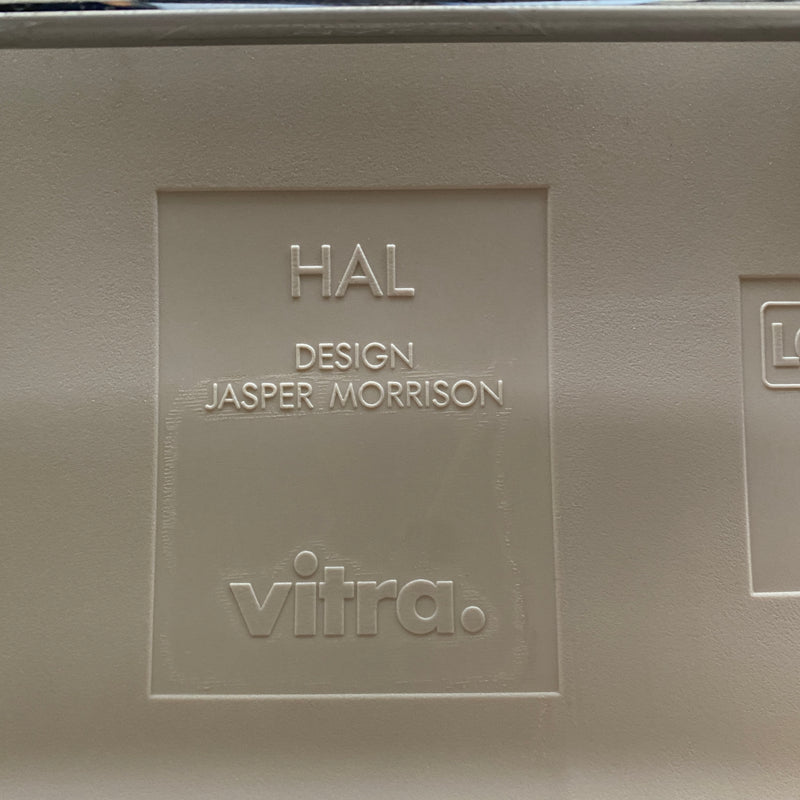 HAL
DESIGN
JASPER MORRISON
vitra.